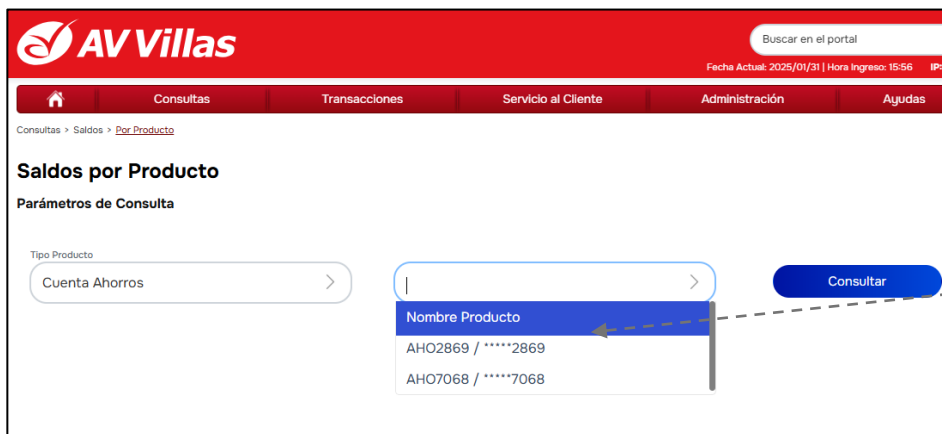 AV Villas
Buscar en el portal
Fecha Actual: 2025/01/31 | Hora Ingreso: 15:56 IP:
Consultas Transacciones Servicio al Cliente Administración Ayudas
Consultas > Saldos > Por Producto
Saldos por Producto
Parámetros de Consulta
Tipo Producto
Cuenta Ahorros
Consultar
Nombre Producto
AHO2869 / *****2869
AHO7068 / *****7068